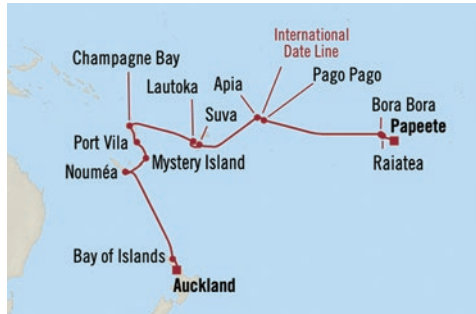 International
Date Line
Champagne Bay
Lautoka
Apia
Pago Pago
Suva
Bora Bora
Papeete
Port Vila
Mystery Island
Raiatea
Nouméa
Bay of Islands
Auckland